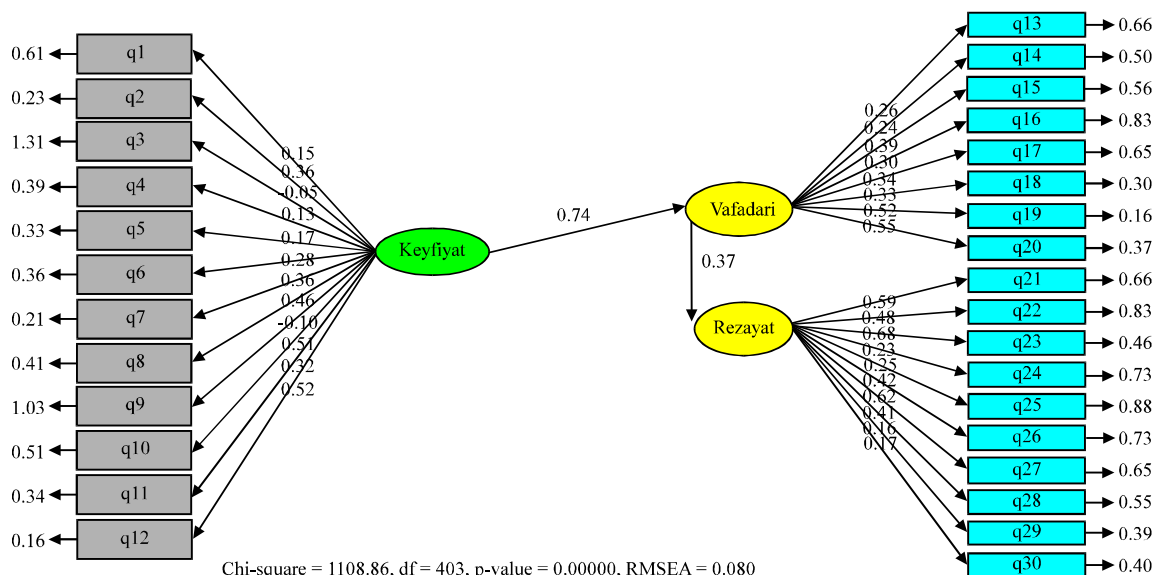 0.61 q1
0.23 q2
1.31 q3
0.39 q4
0.33 q5
0.36 q6
0.21 q7
0.41 q8
1.03 q9
0.51 q10
0.34 q11
0.16 q12
0.15
0.36
-0.05
0.13
0.17
0.28
0.36
0.46
-0.10
0.51
0.32
0.52
Keyfiyat
0.74
Vafadari
0.37
Rezayat
0.26
0.24
0.39
0.30
0.34
0.33
0.52
0.55
0.59
0.48
0.68
0.23
0.25
0.42
0.62
0.41
0.16
0.17
q13 0.66
q14 0.50
q15 0.56
q16 0.83
q17 0.65
q18 0.30
q19 0.16
q20 0.37
q21 0.66
q22 0.83
q23 0.46
q24 0.73
q25 0.88
q26 0.73
q27 0.65
q28 0.55
q29 0.39
q30 0.40
Chi-square = 1108.86, df = 403, p-value = 0.00000, RMSEA = 0.080